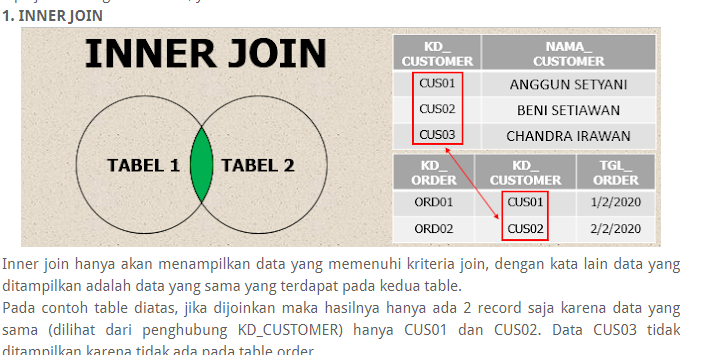 1. INNER JOIN
INNER JOIN
TABEL 1
TABEL 2
KD_ NAMA_
CUSTOMER CUSTOMER
CUS01 ANGGUN SETYANI
CUS02 BENI SETIAWAN
CUS03 CHANDRA IRAWAN
KD_ KD_ TGL_
ORDER CUSTOMER ORDER
ORD01 CUS01 1/2/2020
ORD02 CUS02 2/2/2020
Inner join hanya akan menampilkan data yang memenuhi kriteria join, dengan kata lain data yang
ditampilkan adalah data yang sama yang terdapat pada kedua table.
Pada contoh table diatas, jika dijoinkan maka hasilnya hanya ada 2 record saja karena data yang
sama (dilihat dari penghubung KD_CUSTOMER) hanya CUS01 dan CUS02. Data CUS03 tidak
ditampilkan karena tidak ada pada table order.